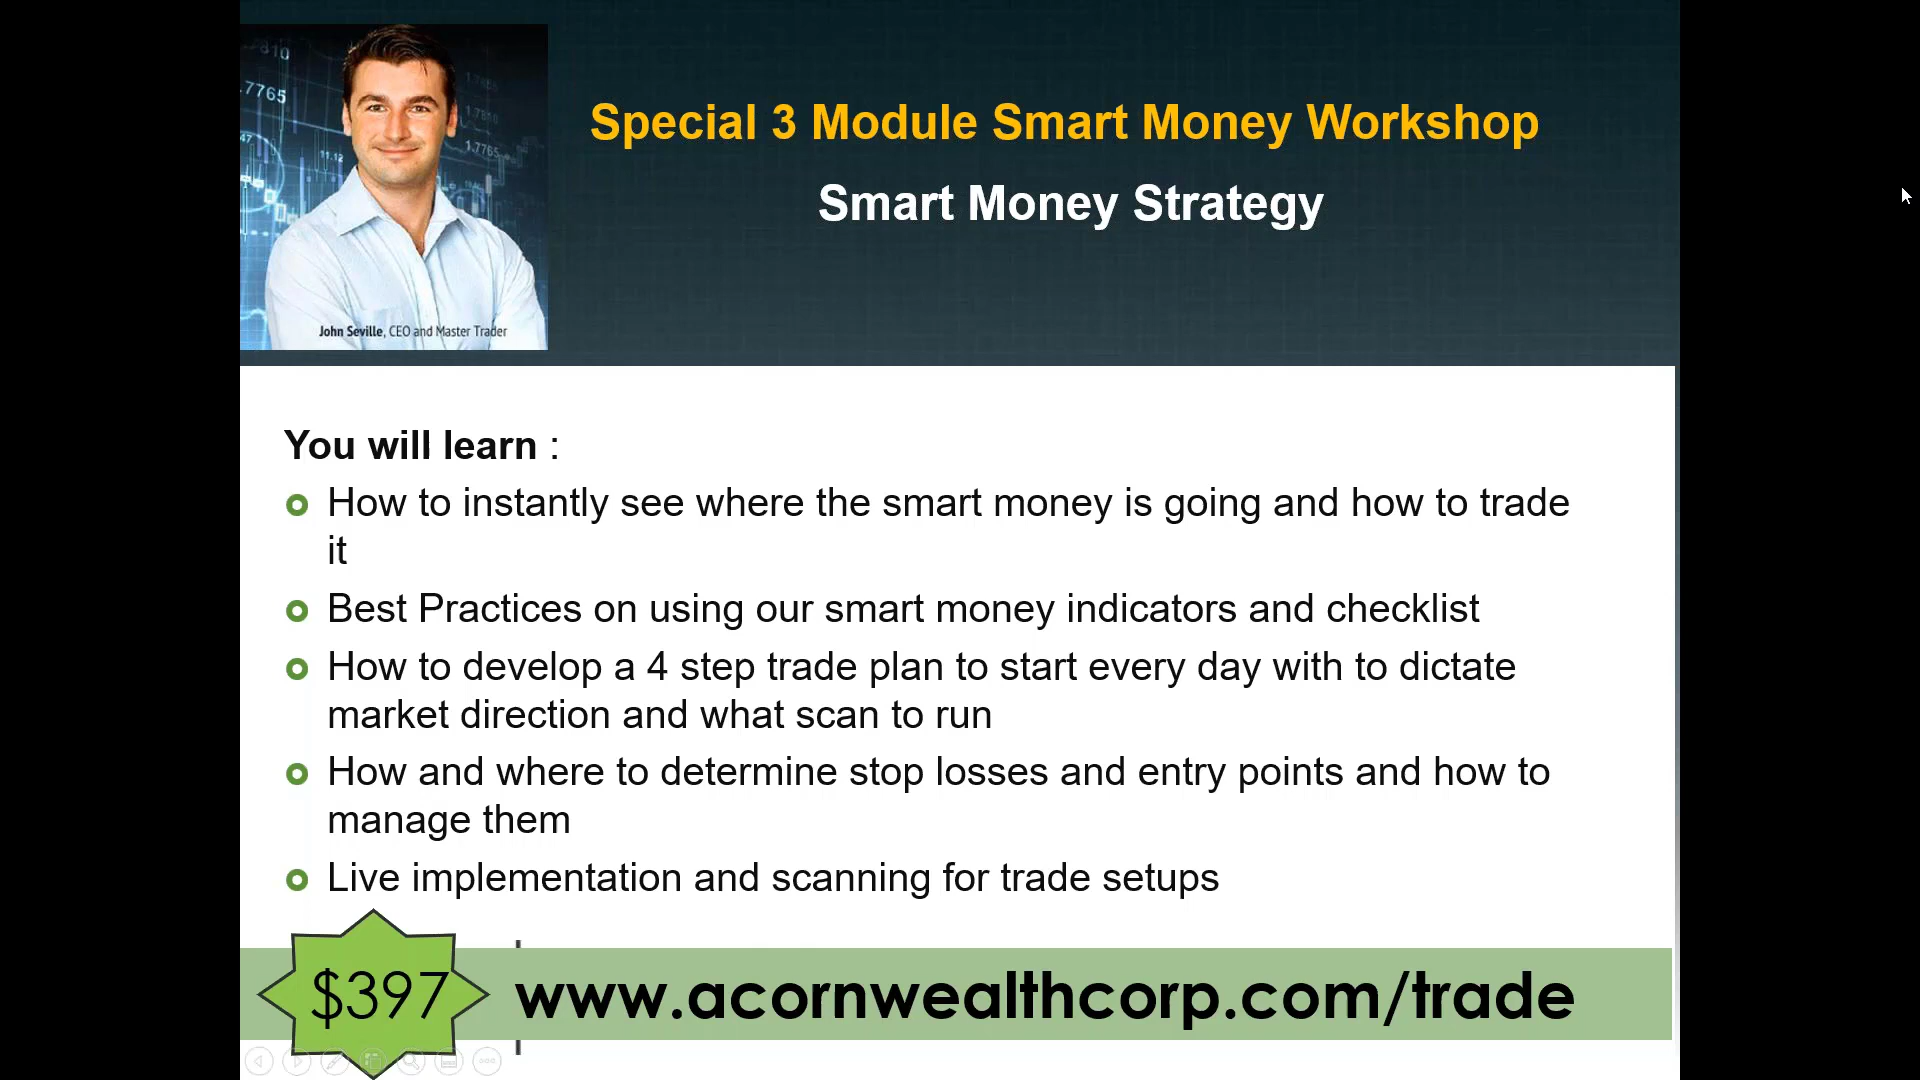 Special 3 Module Smart Money Workshop
Smart Money Strategy
John Seville, CEO and Master Trader
You will learn :
How to instantly see where the smart money is going and how to trade
it
Best Practices on using our smart money indicators and checklist
How to develop a 4 step trade plan to start every day with to dictate
market direction and what scan to run
How and where to determine stop losses and entry points and how to
manage them
Live implementation and scanning for trade setups
$397
www.acornwealthcorp.com/trade